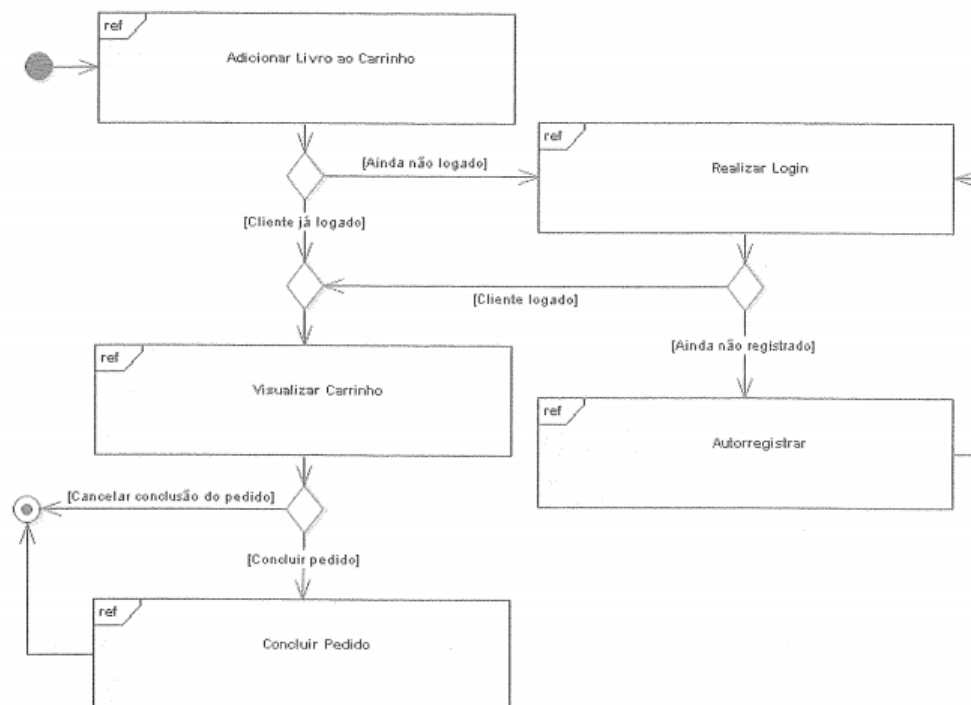 ref
Adicionar Livro ao Carrinho
[Ainda não logado]
ref
Realizar Login
[Cliente já logado]
[Cliente logado]
[Ainda não registrado]
ref
Visualizar Carrinho
ref
Autorregistrar
[Cancelar conclusão do pedido]
[Concluir pedido]
ref
Concluir Pedido